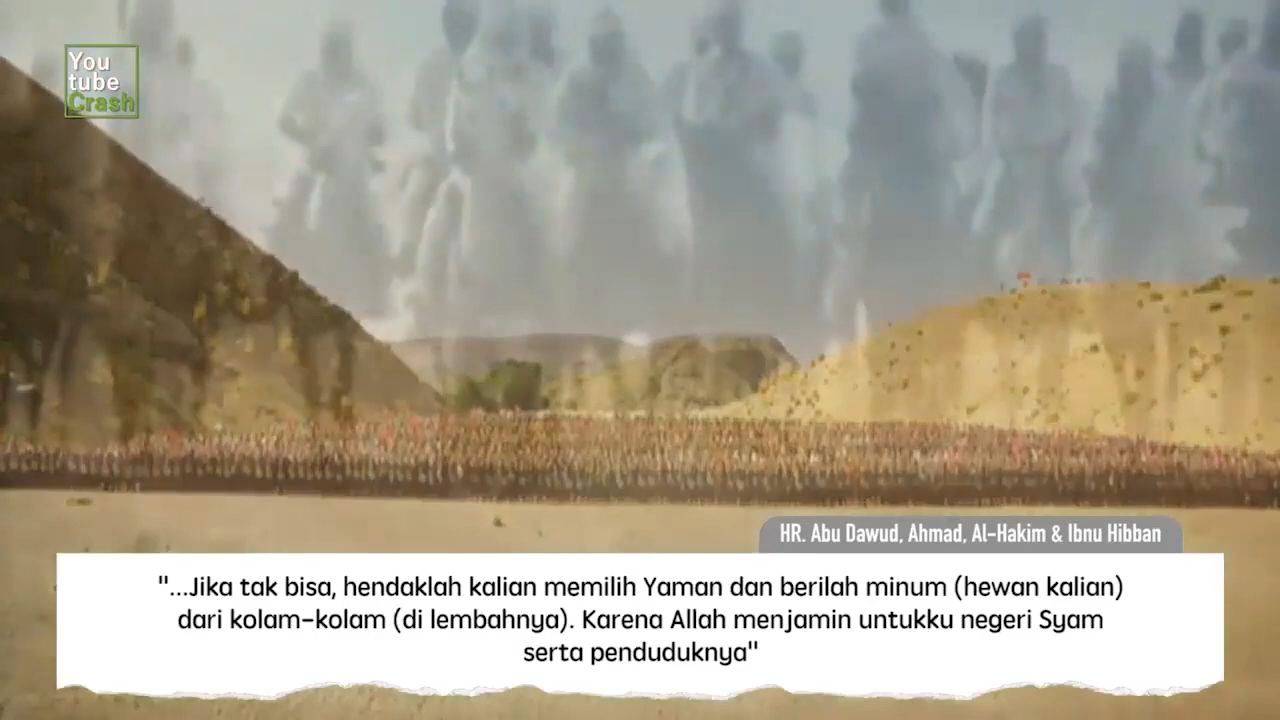 You
tube
Crash
HR. Abu Dawud, Ahmad, Al-Hakim & Ibnu Hibban
"...Jika tak bisa, hendaklah kalian memilih Yaman dan berilah minum (hewan kalian)
dari kolam-kolam (di lembahnya). Karena Allah menjamin untukku negeri Syam
serta penduduknya"